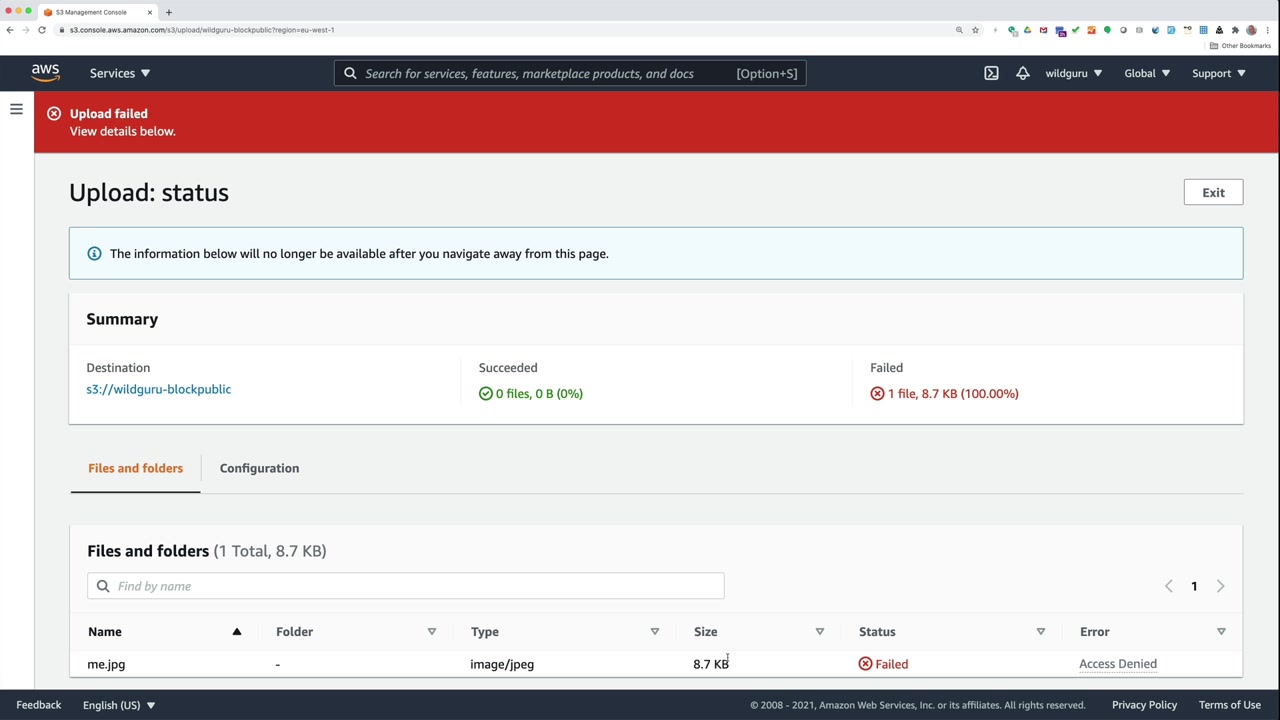 S3 Management Console
s3.console.aws.amazon.com/s3/upload/wildguru-blockpublic?region=eu-west-1
Other Bookmarks
aws
Services
Search for services, features, marketplace products, and docs [Option+S]
wildguru
Global
Support
Upload failed
View details below.
Upload: status
Exit
The information below will no longer be available after you navigate away from this page.
Summary
Destination
s3://wildguru-blockpublic
Succeeded
0 files, 0 B (0%)
Failed
1 file, 8.7 KB (100.00%)
Files and folders
Configuration
Files and folders (1 Total, 8.7 KB)
Find by name
1
Name Folder Type Size Status Error
me.jpg - image/jpeg 8.7 KB Failed Access Denied
Feedback English (US) © 2008 - 2021, Amazon Web Services, Inc. or its affiliates. All rights reserved. Privacy Policy Terms of Use